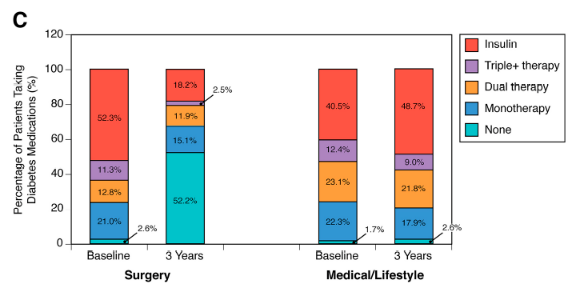 C
Percentage of Patients Taking
Diabetes Medications (%)
120
100
80
60
40
20
0
52.3%
11.3%
12.8%
21.0%
2.6%
18.2%
2.5%
11.9%
15.1%
52.2%
40.5%
12.4%
23.1%
22.3%
1.7%
48.7%
9.0%
21.8%
17.9%
2.6%
Baseline
3 Years
Baseline
3 Years
Surgery
Medical/Lifestyle
Insulin
Triple+ therapy
Dual therapy
Monotherapy
None